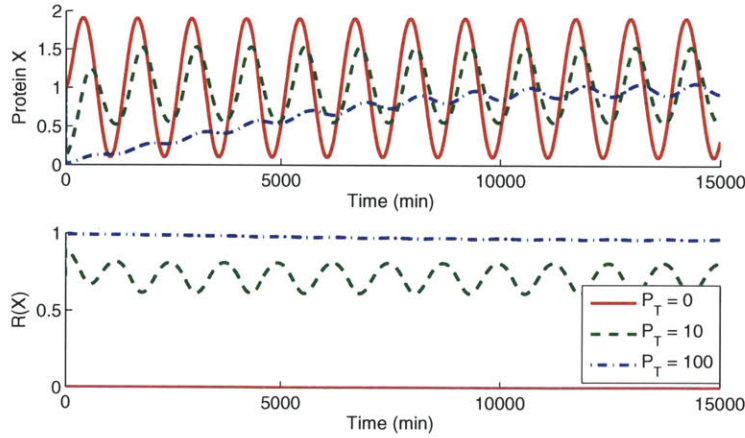 2
1.5
Protein X
1
0.5
0
0 5000 10000 15000
Time (min)
1
R(X)
0.5
P_T = 0
P_T = 10
P_T = 100
0
0 5000 10000 15000
Time (min)